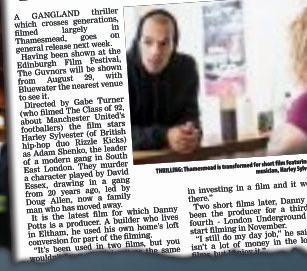 A GANGLAND thriller
which crosses generations,
filmed largely in
Thamesmead, goes on
general release next week.
Having been shown at the
Edinburgh Film Festival,
The Guvnors will be shown
from August 29, with
Bluewater the nearest venue
to see it.
Directed by Gabe Turner
(who filmed The Class of 92,
about Manchester United's
footballers) the film stars
Harley Sylvester (of British
hip-hop duo Rizzle Kicks)
as Adam Shenko, the leader
of a modern gang in South
East London. They murder
a character played by David
Essex, drawing in a gang
from 20 years ago, led by
Doug Allen, now a family
man who has moved away.
It is the latest film for which Danny
Potts is a producer. A builder who lives
in Eltham, he used his own home's loft
conversion for part of the filming.
"It's been used in two films, but you
the same
THRILLING: Thamesmead is transformed for short film
musician, Harley
in investing in a film and it
there."
Two short films later, Danny
been the producer for a third
fourth - London Underground
start filming in November.
"I still do my day job," he
isn't a lot of money in the